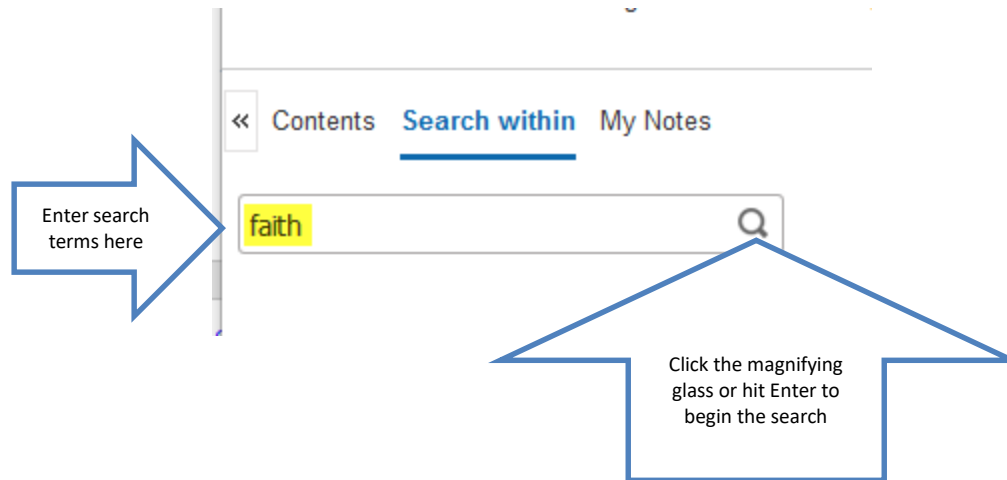 « Contents Search within My Notes
Enter search
terms here
faith
Click the magnifying
glass or hit Enter to
begin the search